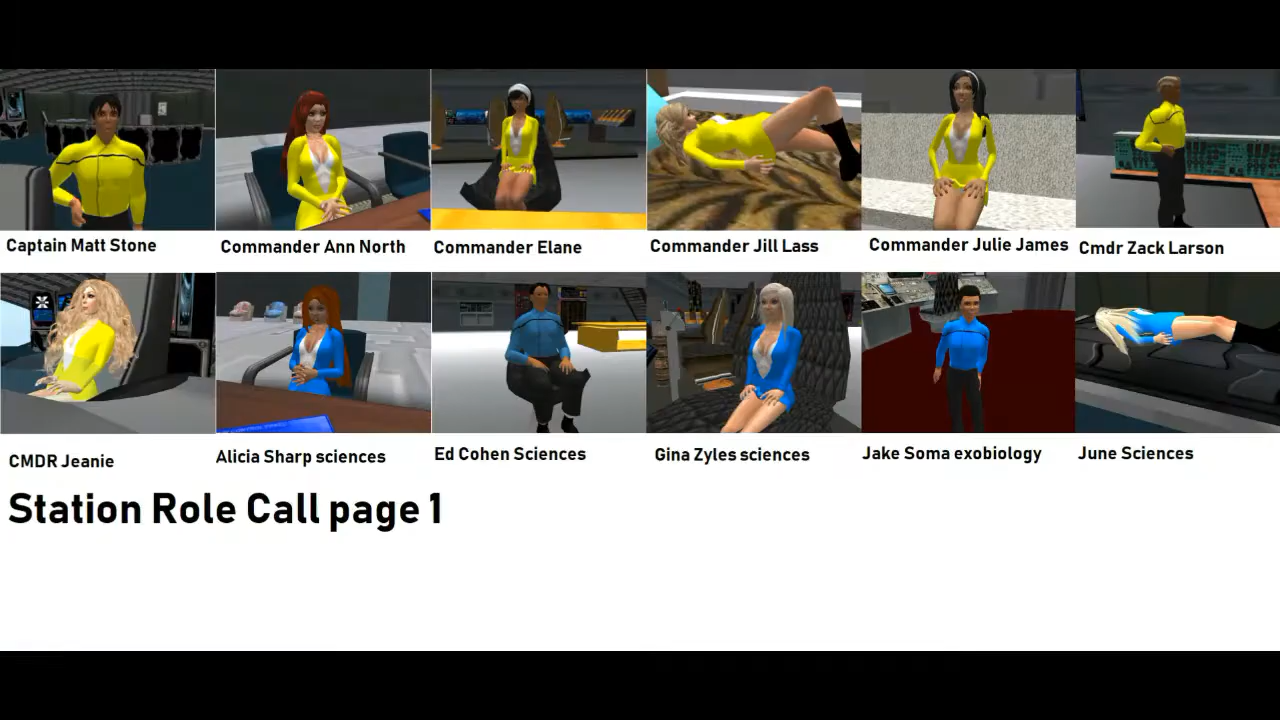 Captain Matt Stone
Commander Ann North
Commander Elane
Commander Jill Lass
Commander Julie James
Cmdr Zack Larson
CMDR Jeanie
Alicia Sharp sciences
Ed Cohen Sciences
Gina Zyles sciences
Jake Soma exobiology
June Sciences
Station Role Call page 1